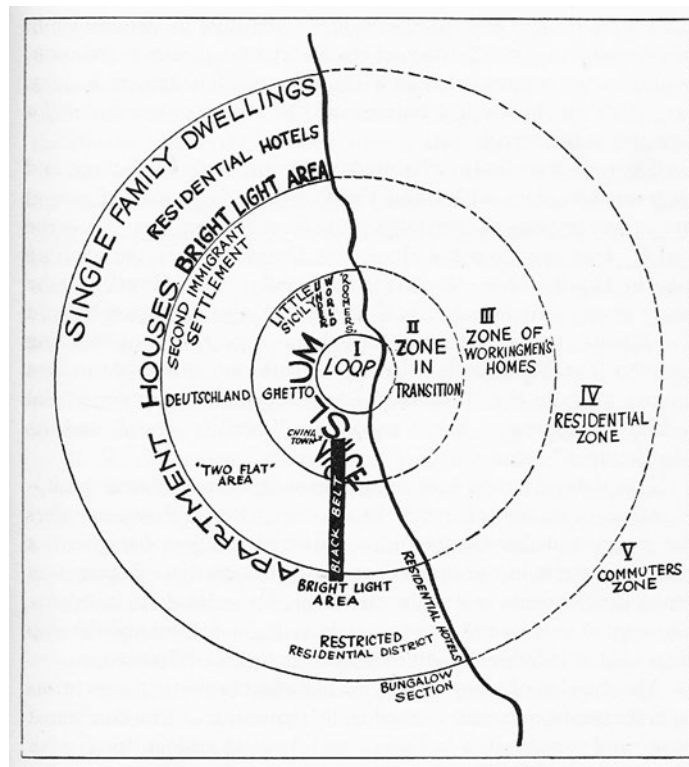 SINGLE FAMILY DWELLINGS
RESIDENTIAL HOTELS
BRIGHT LIGHT AREA
SECOND IMMIGRANT
SETTLEMENT
APARTMENT HOUSES
LITTLE
SICILY
UNDER
WORLD
ROOMERS.
I
LOOP
II
ZONE
IN
TRANSITION
III
ZONE OF
WORKINGMEN'S
HOMES
IV
RESIDENTIAL
ZONE
V
COMMUTERS
ZONE
DEUTSCHLAND
GHETTO
SLUM
CHINA
TOWN
VICE
"TWO FLAT"
AREA
BLACK BELT
BRIGHT LIGHT
AREA
RESIDENTIAL HOTELS
RESTRICTED
RESIDENTIAL DISTRICT
BUNGALOW
SECTION